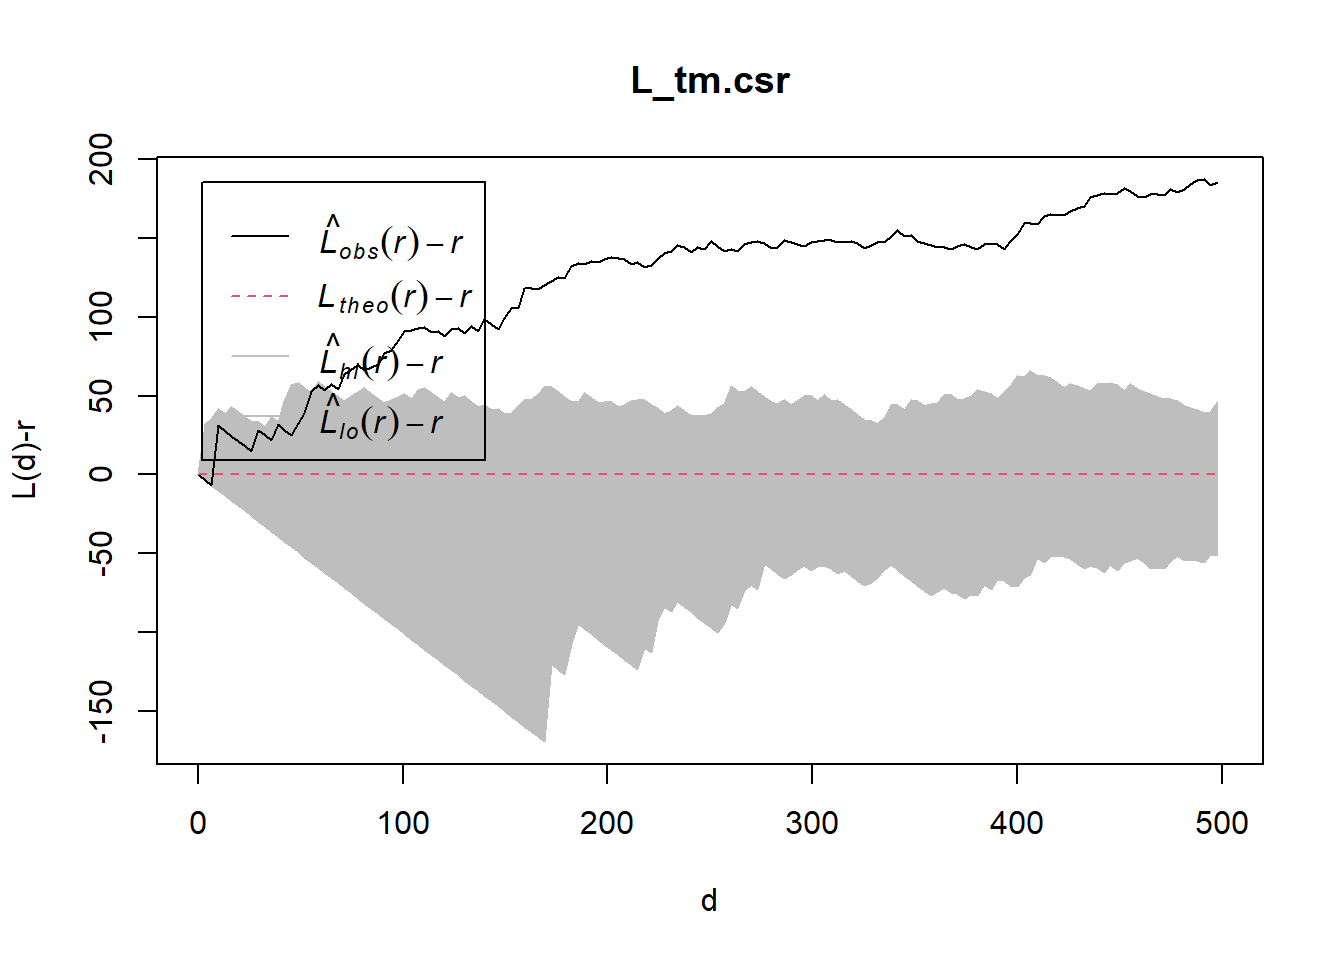 L_tm.csr
L(d)-r
200
100
50
0
-50
-150
L̂obs(r) – r
Ltheo(r) – r
L̂hi(r) – r
L̂lo(r) – r
0 100 200 300 400 500
d